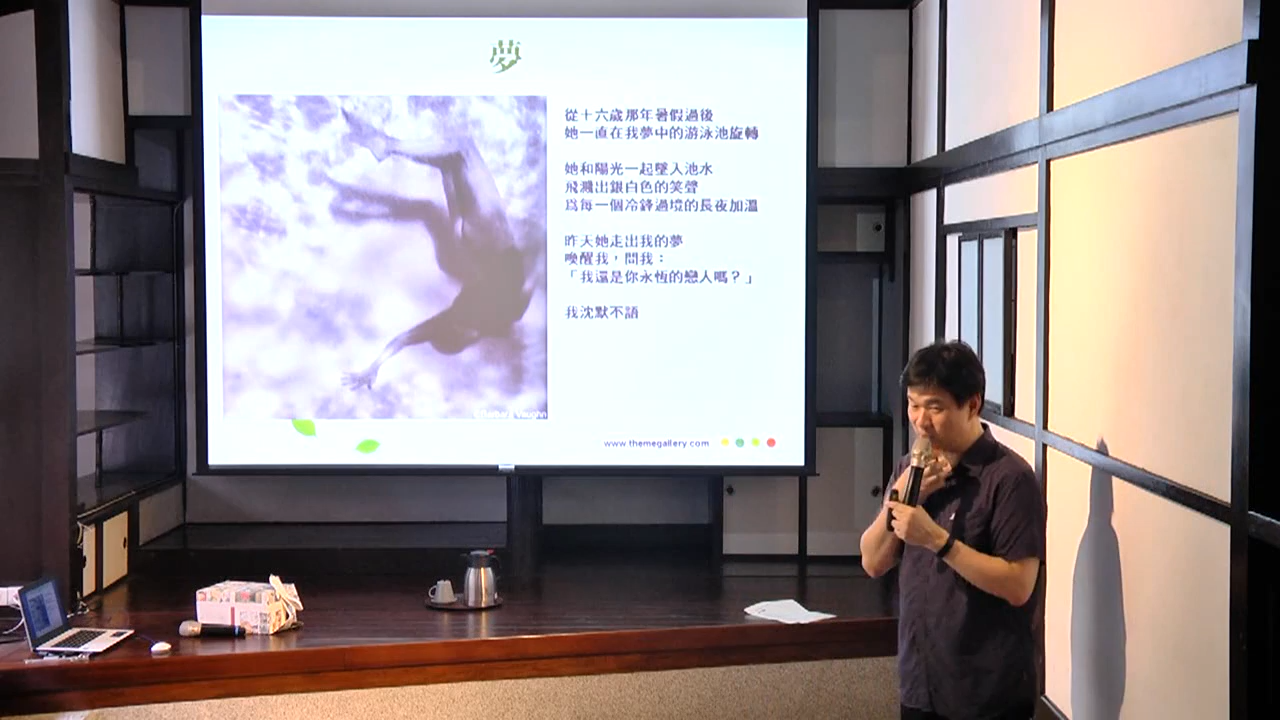 夢
從十六歲那年暑假過後
她一直在我夢中的游泳池旋轉
她和陽光一起墜入池水
飛濺出銀白色的笑聲
為每一個冷鋒過境的長夜加溫
昨天她走出我的夢
喚醒我,問我:
「我還是你永恆的戀人嗎?」
我沈默不語
Vaughn
www.themegallery.com